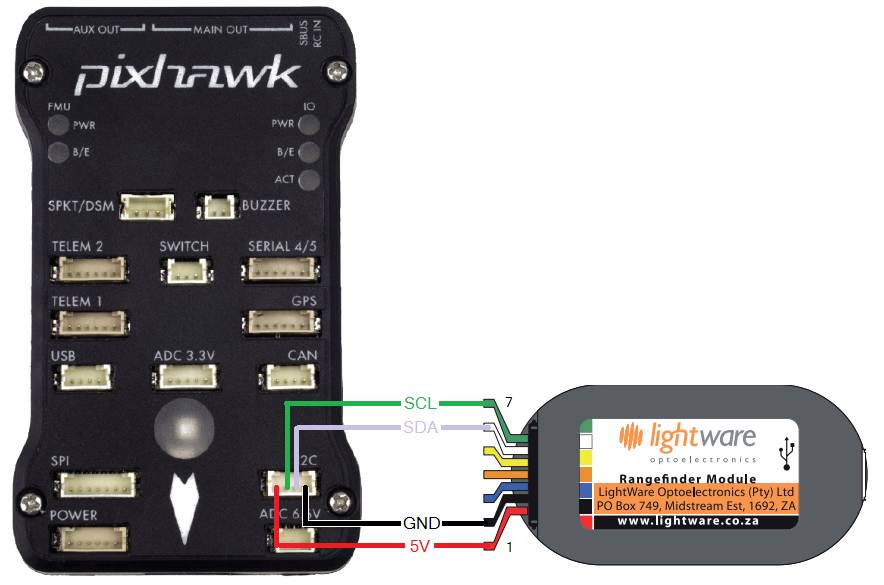 AUX OUT MAIN OUT SBUS
RC IN
pixhawk
FMU IO
PWR PWR
B/E B/E
ACT
SPKT/DSM BUZZER
TELEM 2 SWITCH SERIAL 4/5
TELEM 1 GPS
USB ADC 3.3V CAN
SCL 7
SDA
SPI 2C
POWER ADC 6.
V
GND
5V 1
lightware
optoelectronics
Rangefinder Module
LightWare Optoelectronics (Pty) Ltd
PO Box 749, Midstream Est, 1692, ZA
www.lightware.co.za